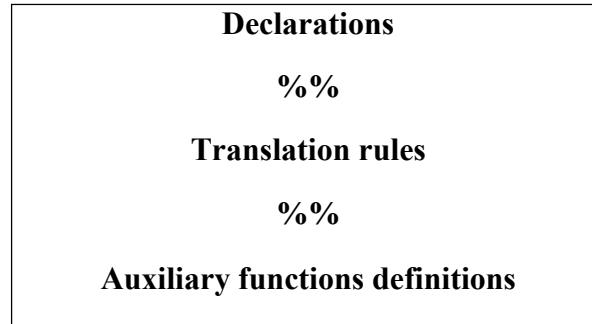 Declarations
%%
Translation rules
%%
Auxiliary functions definitions